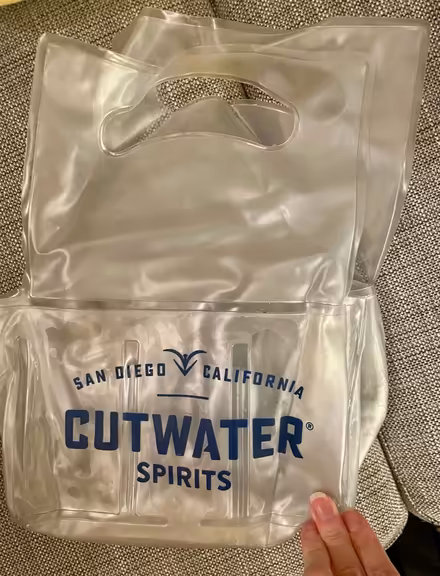 SAN DIEGO CALIFORNIA
CUTWATER®
SPIRITS